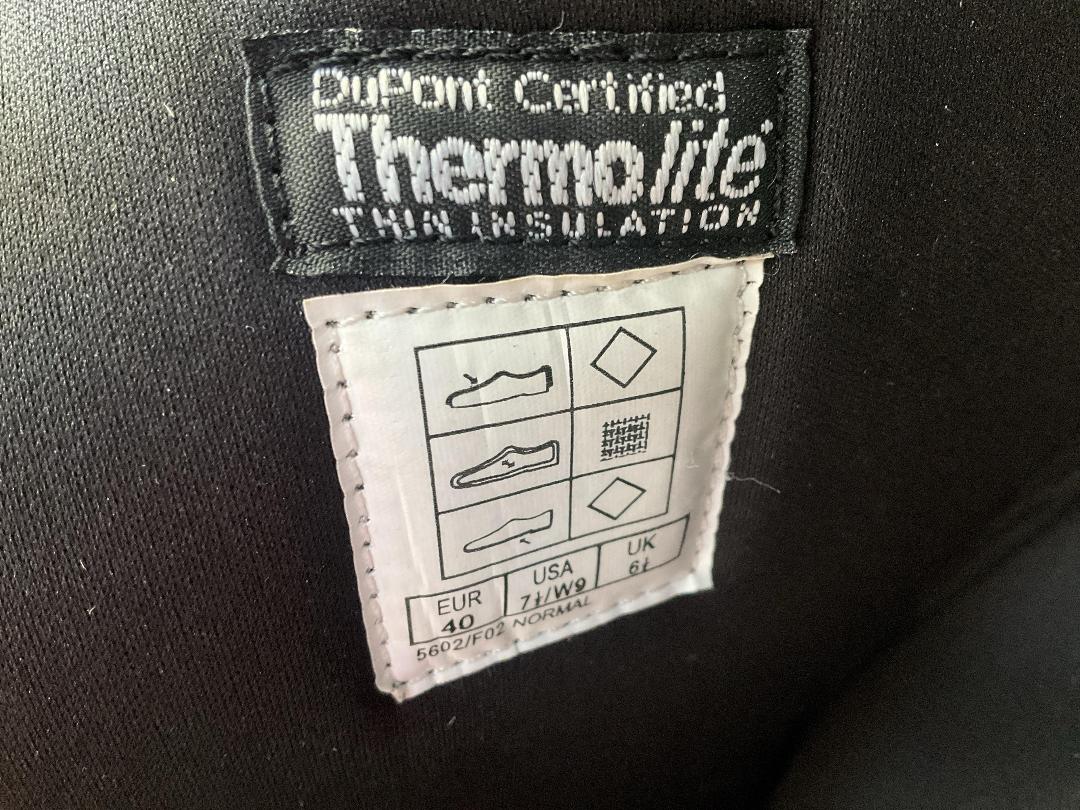 DuPont Certified
Thermolite
THIN INSULATION
EUR USA UK
40 7½/W9 6½
5602/F02 NORMAL